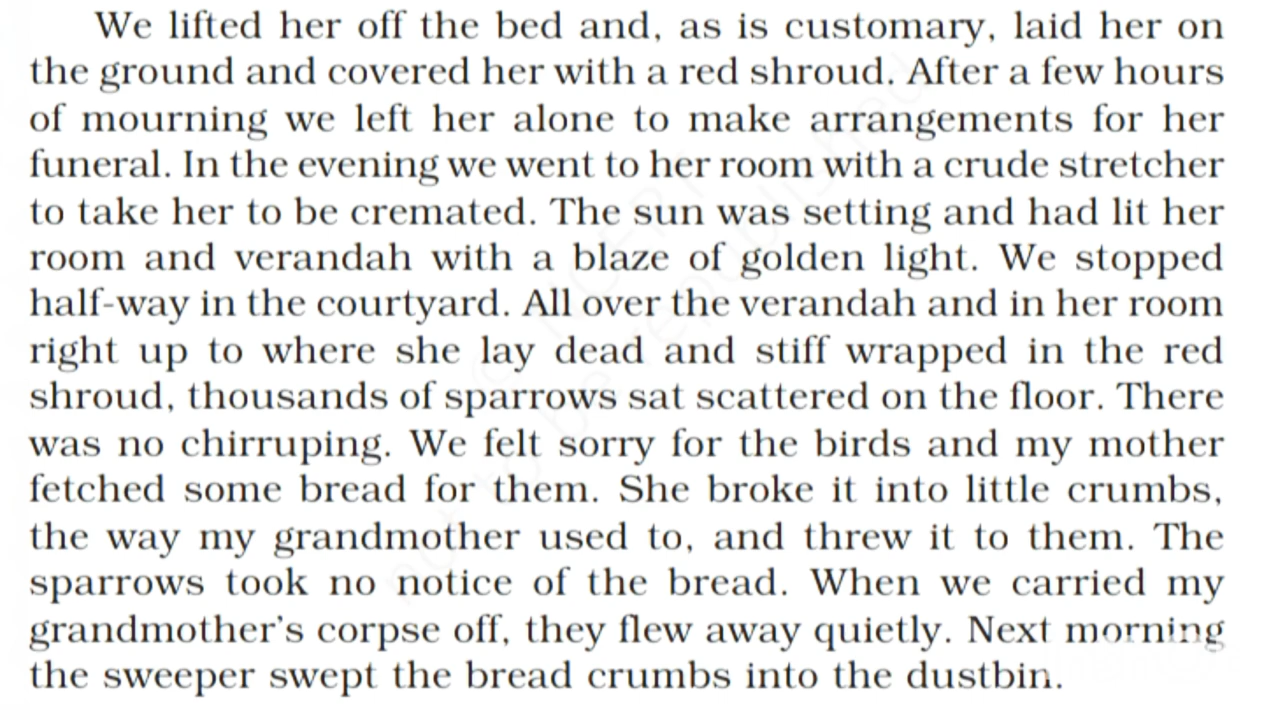 We lifted her off the bed and, as is customary, laid her on
the ground and covered her with a red shroud. After a few hours
of mourning we left her alone to make arrangements for her
funeral. In the evening we went to her room with a crude stretcher
to take her to be cremated. The sun was setting and had lit her
room and verandah with a blaze of golden light. We stopped
half-way in the courtyard. All over the verandah and in her room
right up to where she lay dead and stiff wrapped in the red
shroud, thousands of sparrows sat scattered on the floor. There
was no chirruping. We felt sorry for the birds and my mother
fetched some bread for them. She broke it into little crumbs,
the way my grandmother used to, and threw it to them. The
sparrows took no notice of the bread. When we carried my
grandmother’s corpse off, they flew away quietly. Next morning
the sweeper swept the bread crumbs into the dustbin.
not to be republished